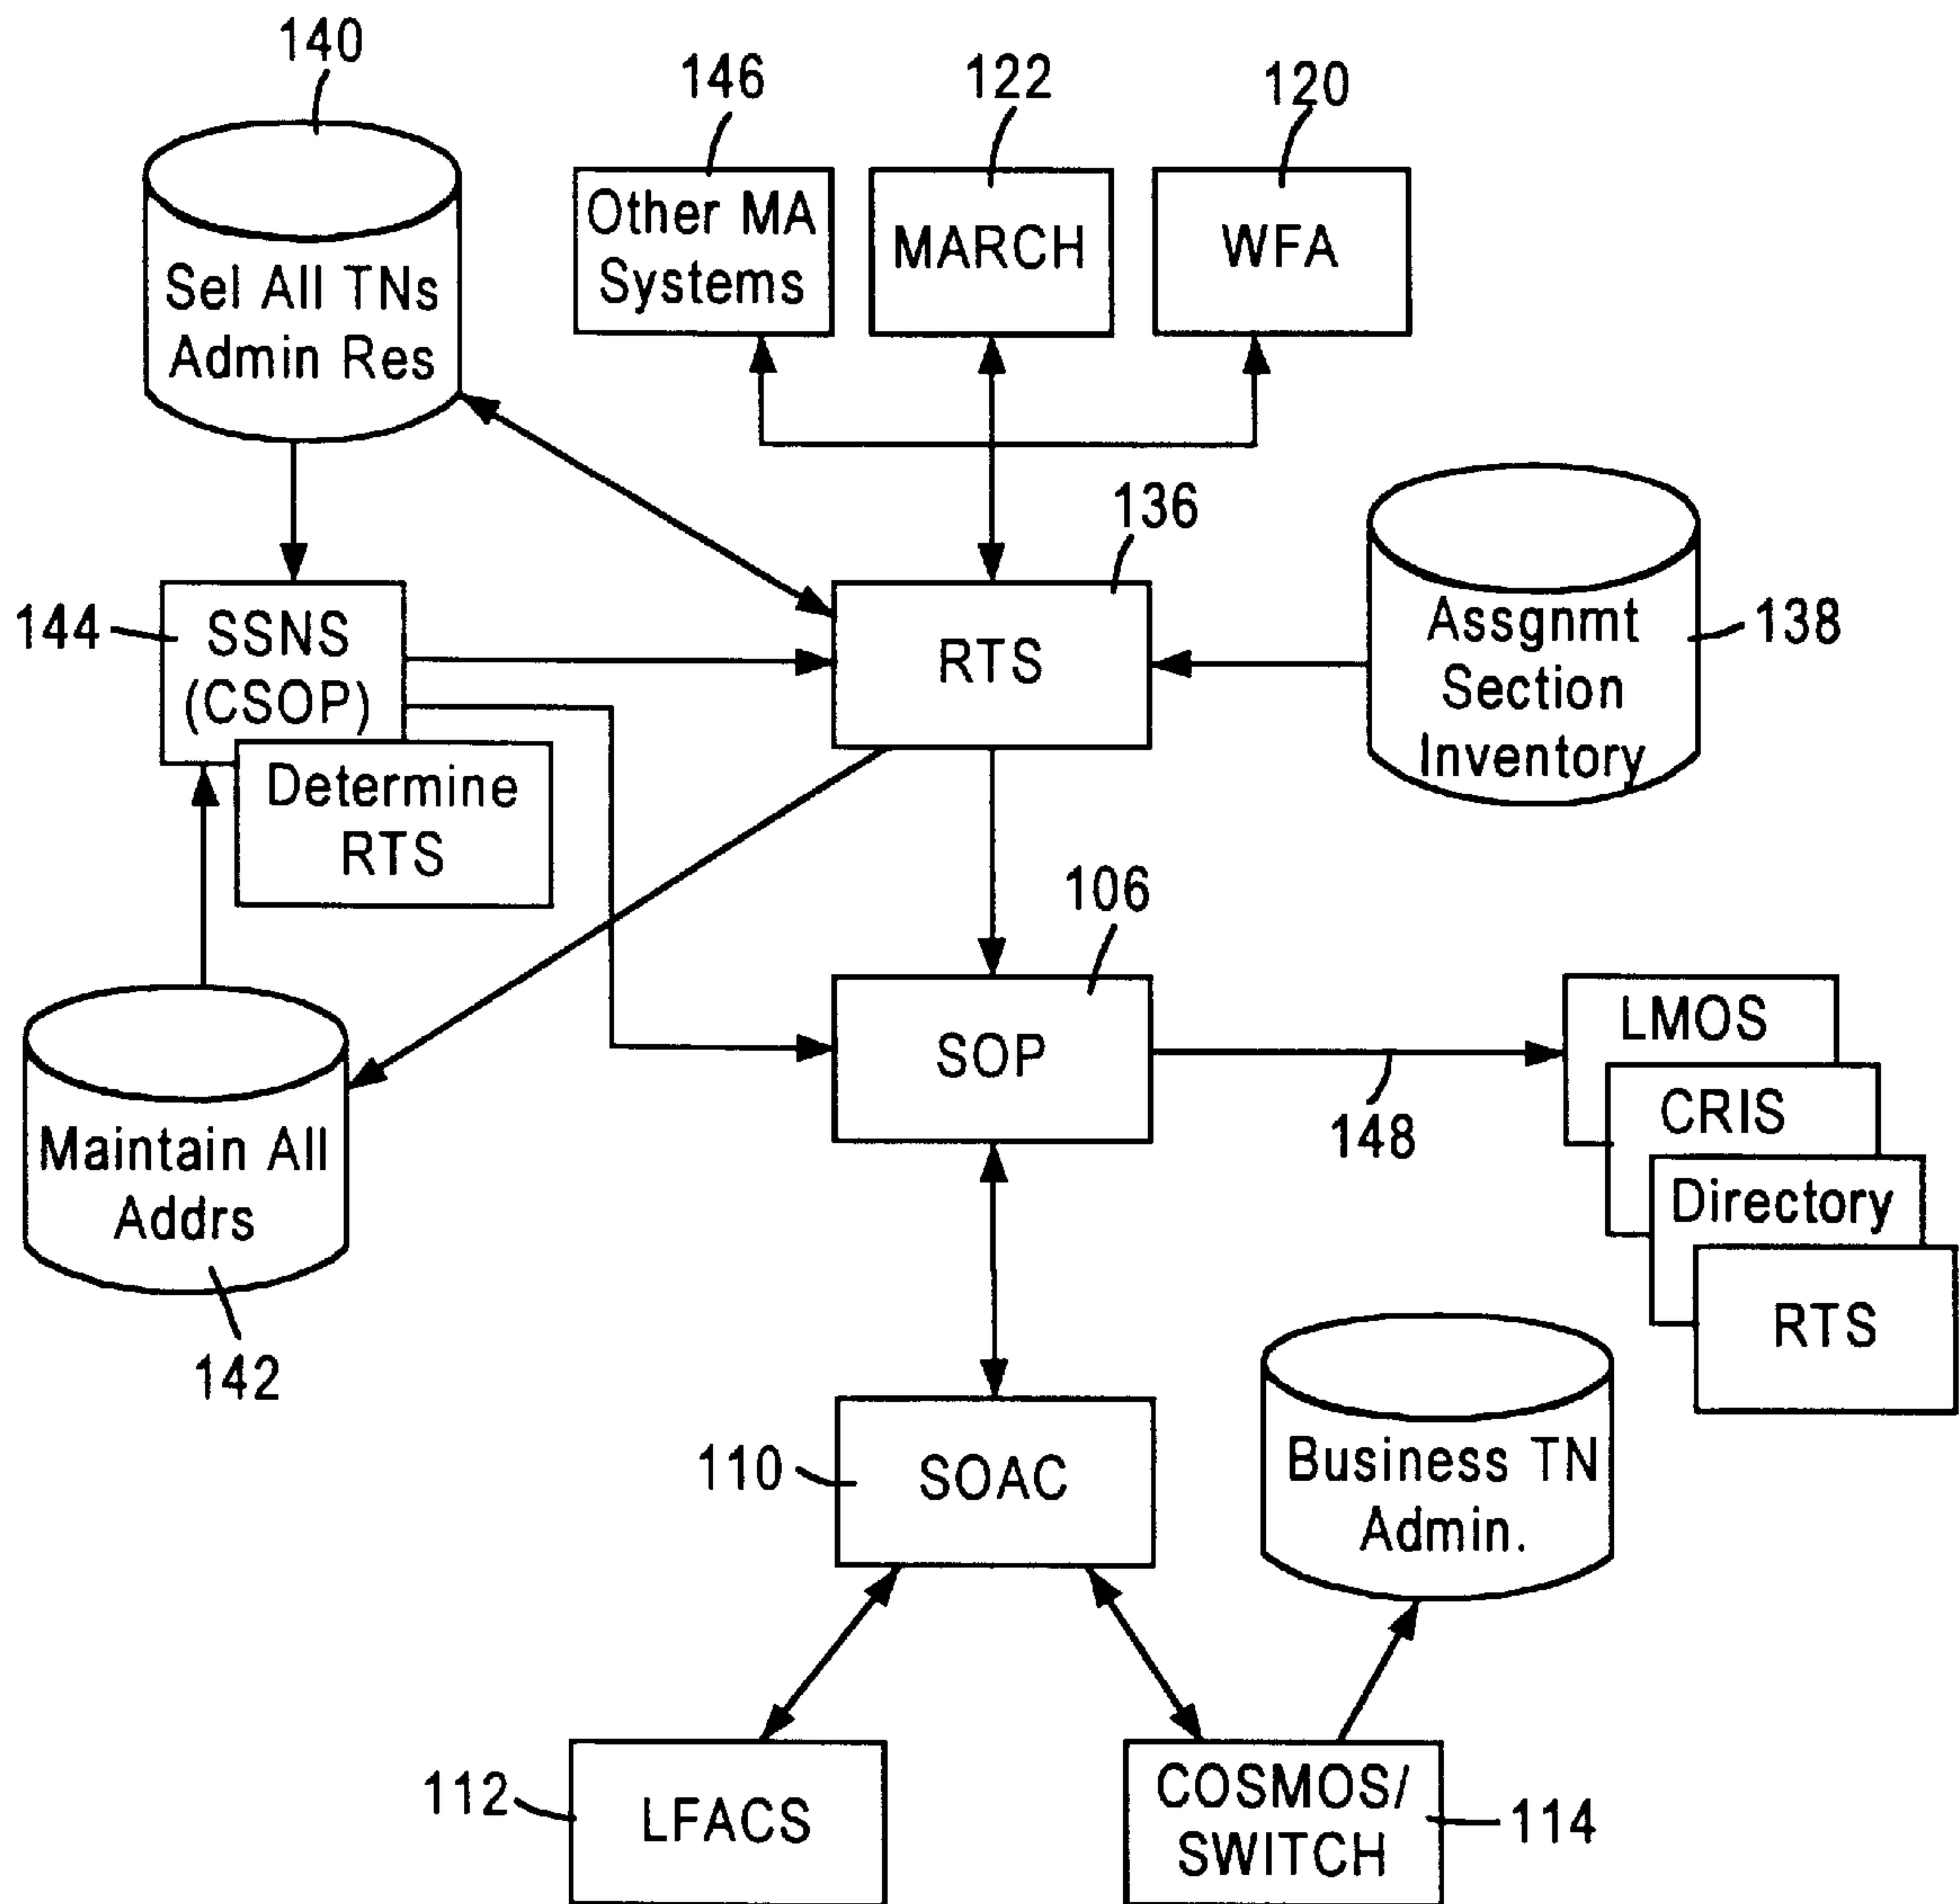 140
146
122
120
Other MA
Systems
MARCH
WFA
Sel All TNs
Admin Res
136
144
SSNS
(CSOP)
RTS
Assgnmt
Section
Inventory
138
Determine
RTS
106
SOP
148
LMOS
CRIS
Directory
RTS
Maintain All
Addrs
142
110
SOAC
Business TN
Admin.
112
LFACS
COSMOS/
SWITCH
114